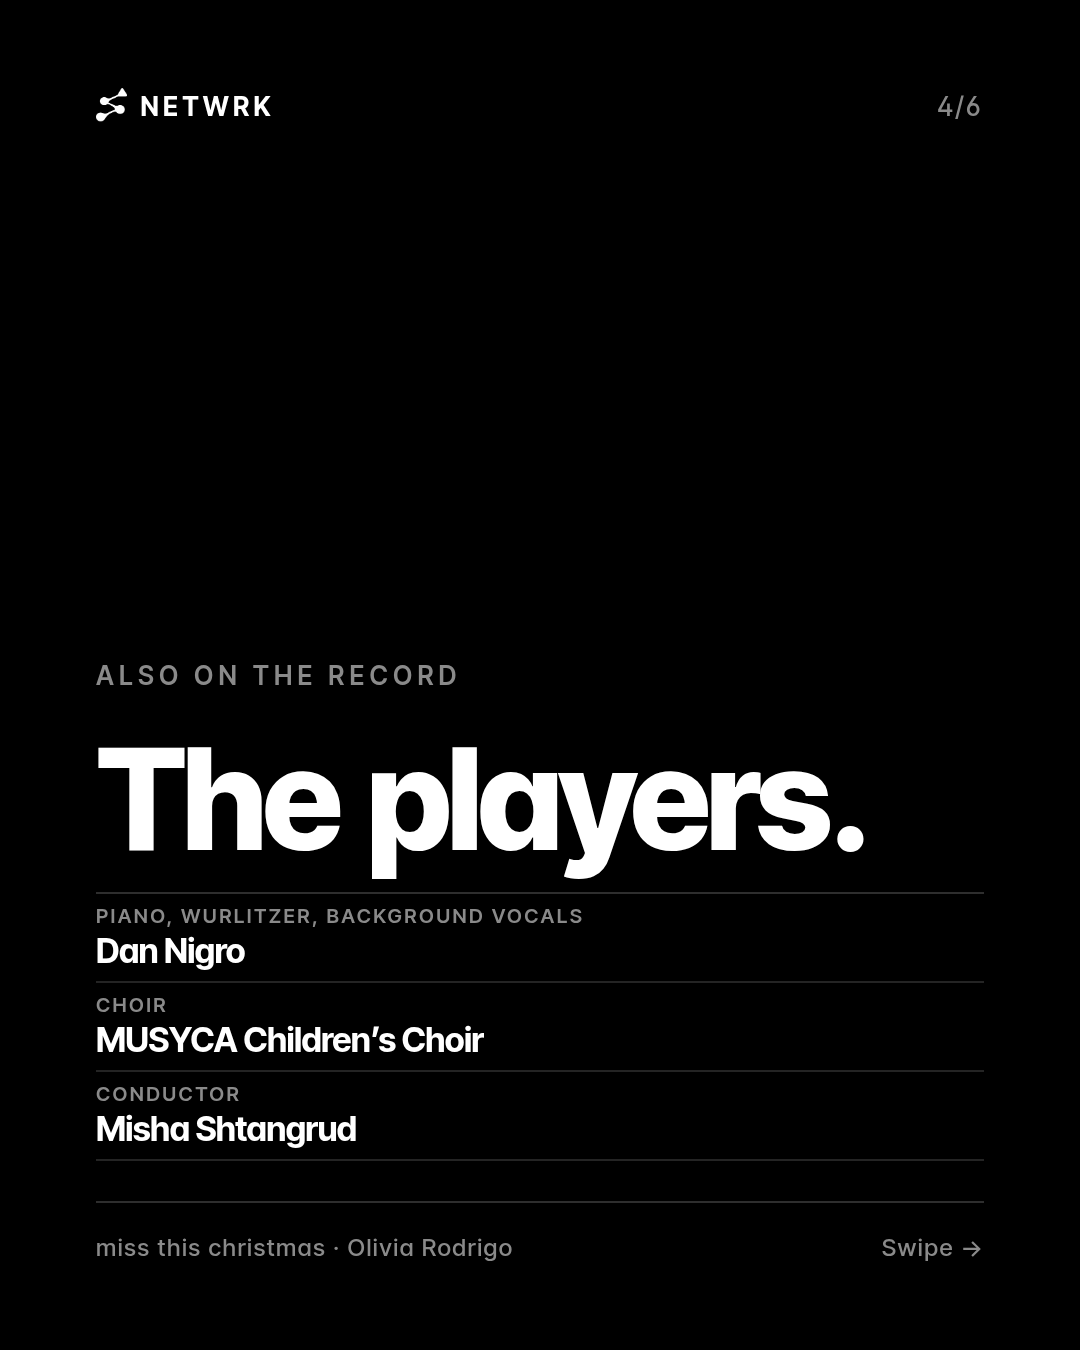 NETWRK
4/6
ALSO ON THE RECORD
The players.
PIANO, WURLITZER, BACKGROUND VOCALS
Dan Nigro
CHOIR
MUSYCA Children’s Choir
CONDUCTOR
Misha Shtangrud
miss this christmas · Olivia Rodrigo
Swipe →